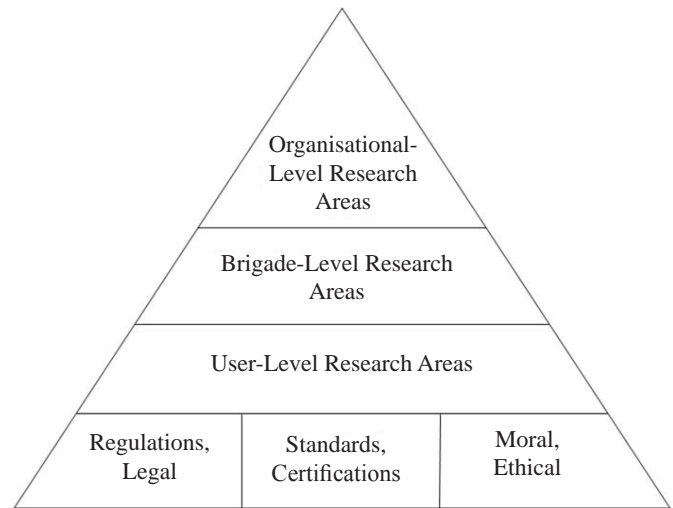 Organisational-
Level Research
Areas
Brigade-Level Research
Areas
User-Level Research Areas
Regulations,
Legal
Standards,
Certifications
Moral,
Ethical